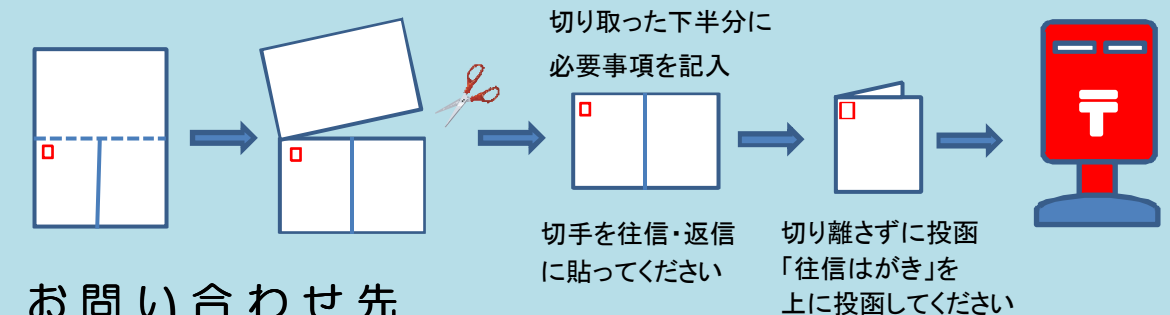 切り取った下半分に
必要事項を記入
〒
切手を往信・返信
に貼ってください
切り離さずに投函
「往信はがき」を
上に投函してください
お問い合わせ先